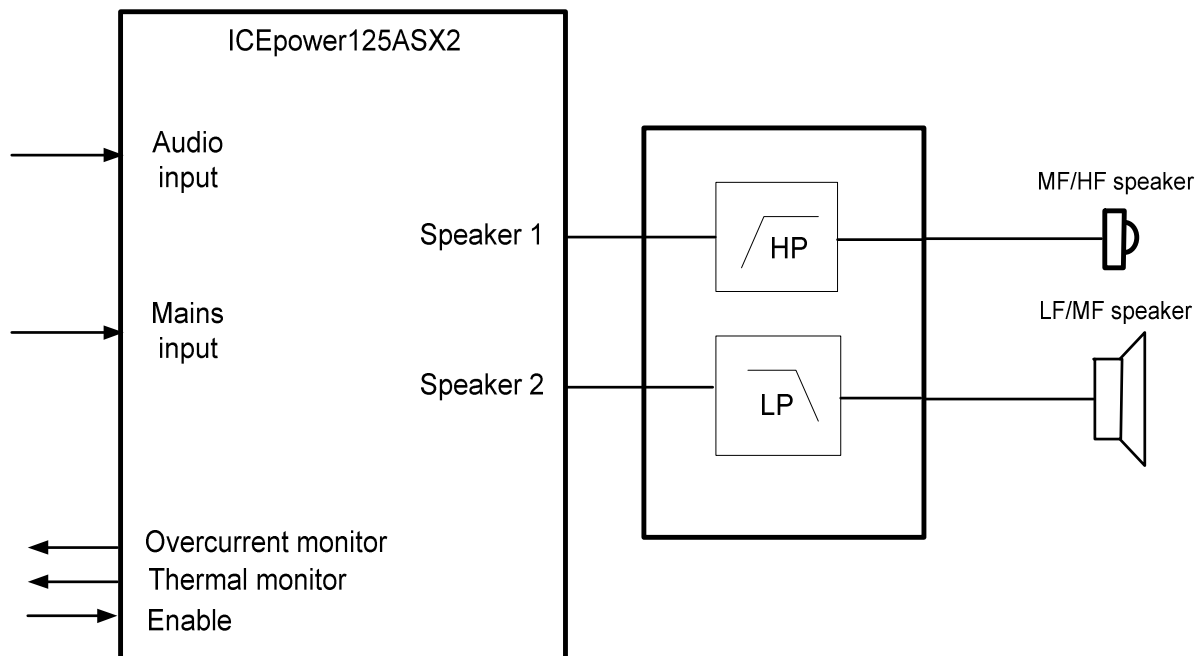 ICEpower125ASX2
Audio
input
MF/HF speaker
Speaker 1
HP
Mains
input
LF/MF speaker
Speaker 2
LP
Overcurrent monitor
Thermal monitor
Enable